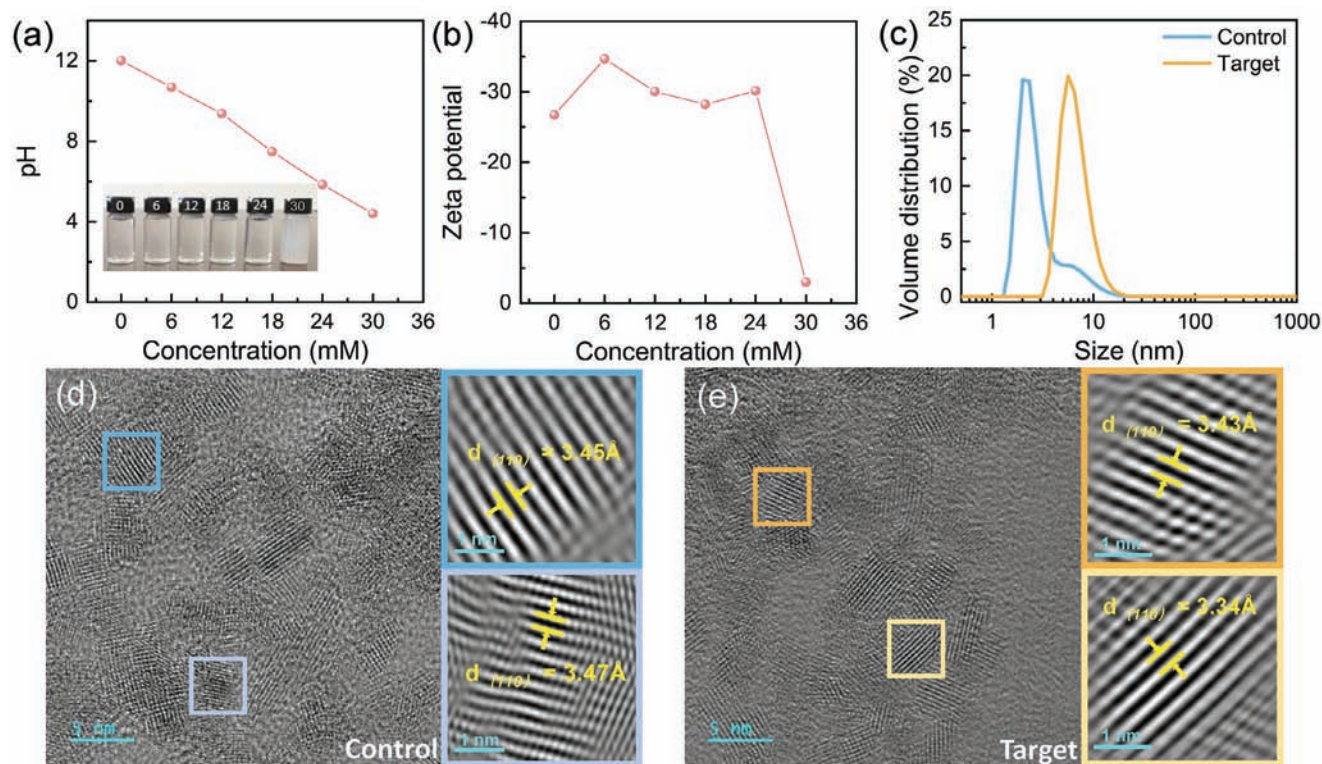 (a)
pH
12
8
4
0
0 6 12 18 24 30
0 6 12 18 24 30 36
Concentration (mM)
(b)
Zeta potential
-40
-30
-20
-10
0
0 6 12 18 24 30 36
Concentration (mM)
(c)
Volume distribution (%)
25
20
15
10
5
0
Control
Target
1 10 100 1000
Size (nm)
(d)
5 nm
Control
d (110) = 3.45Å
1 nm
d (110) = 3.47Å
1 nm
(e)
5 nm
Target
d (110) = 3.43Å
1 nm
d (110) = 3.34Å
1 nm